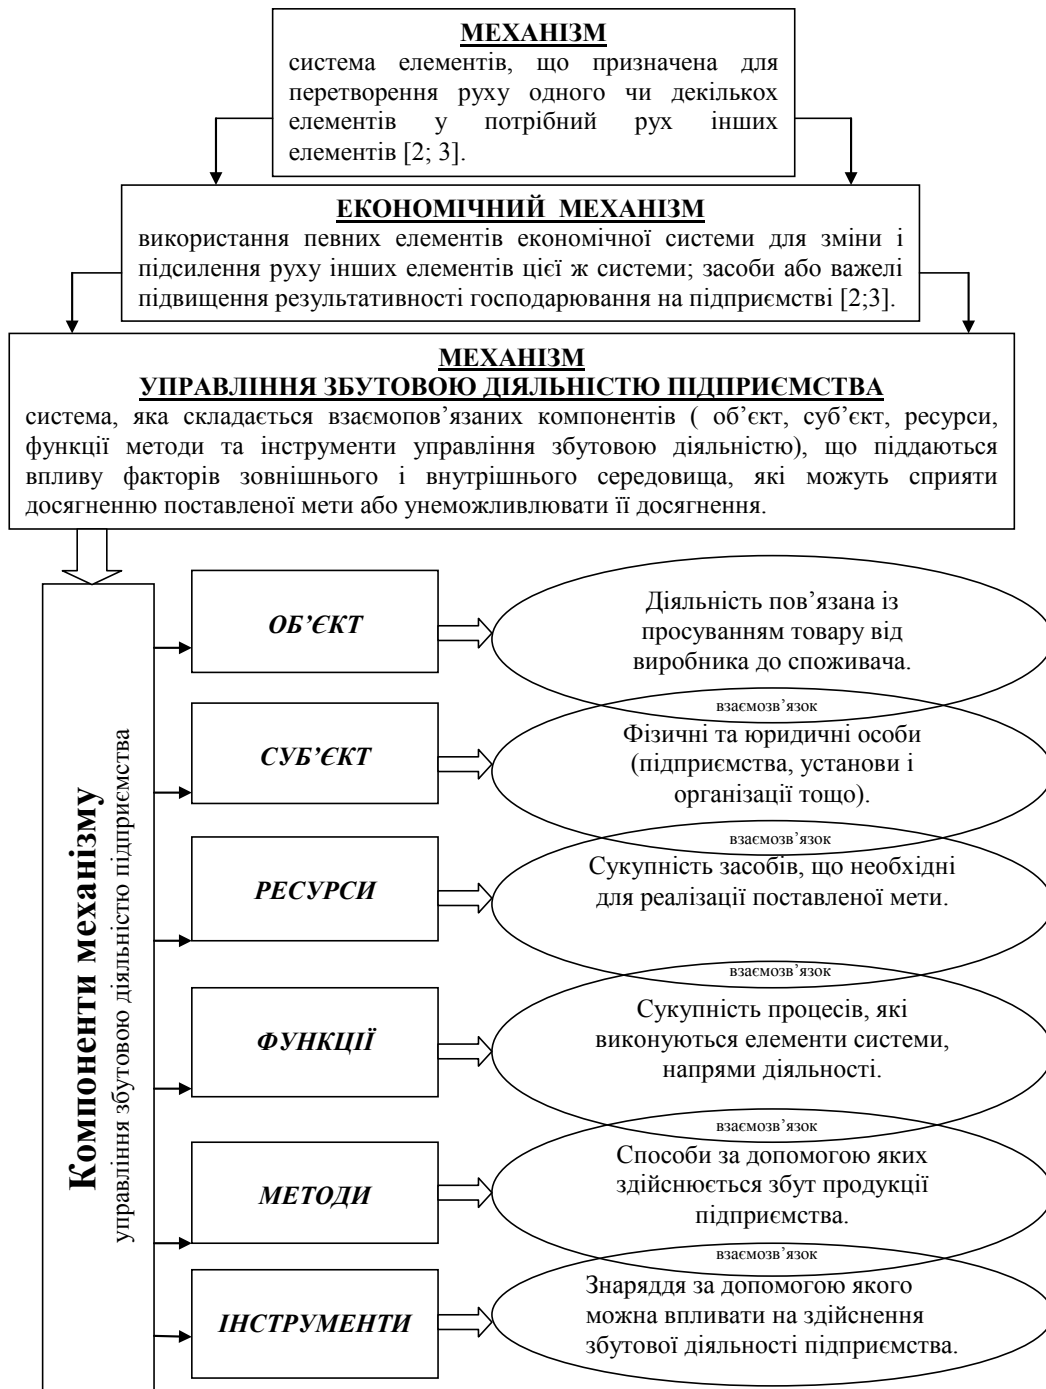 МЕХАНІЗМ
система елементів, що призначена для
перетворення руху одного чи декількох
елементів у потрібний рух інших
елементів [2; 3].
ЕКОНОМІЧНИЙ МЕХАНІЗМ
використання певних елементів економічної системи для зміни і
підсилення руху інших елементів цієї ж системи; засоби або важелі
підвищення результативності господарювання на підприємстві [2;3].
МЕХАНІЗМ
УПРАВЛІННЯ ЗБУТОВОЮ ДІЯЛЬНІСТЮ ПІДПРИЄМСТВА
система, яка складається взаємопов’язаних компонентів ( об’єкт, суб’єкт, ресурси,
функції методи та інструменти управління збутовою діяльністю), що піддаються
впливу факторів зовнішнього і внутрішнього середовища, які можуть сприяти
досягненню поставленої мети або унеможливлювати її досягнення.
Компоненти механізму
управління збутовою діяльністю підприємства
ОБ’ЄКТ
Діяльність пов’язана із
просуванням товару від
виробника до споживача.
взаємозв’язок
СУБ’ЄКТ
Фізичні та юридичні особи
(підприємства, установи і
організації тощо).
взаємозв’язок
РЕСУРСИ
Сукупність засобів, що необхідні
для реалізації поставленої мети.
взаємозв’язок
ФУНКЦІЇ
Сукупність процесів, які
виконуються елементи системи,
напрями діяльності.
взаємозв’язок
МЕТОДИ
Способи за допомогою яких
здійснюється збут продукції
підприємства.
взаємозв’язок
ІНСТРУМЕНТИ
Знаряддя за допомогою якого
можна впливати на здійснення
збутової діяльності підприємства.